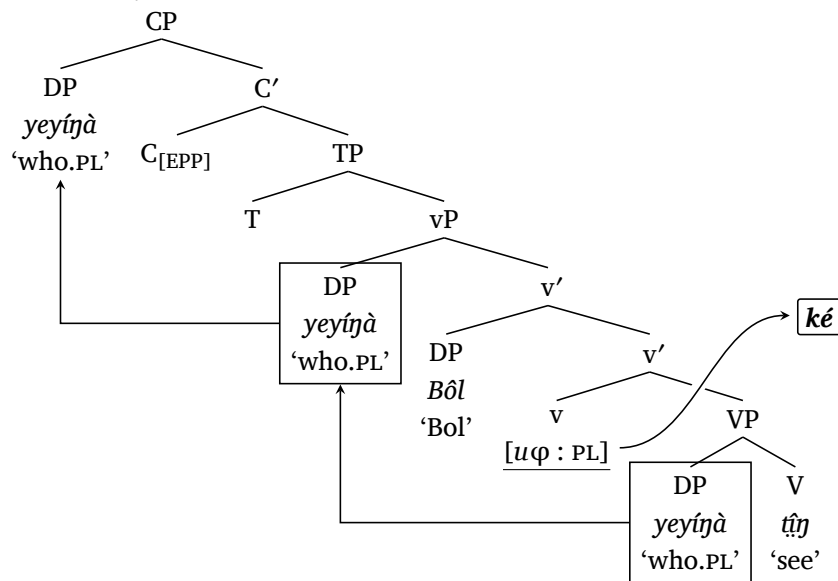 CP
DP C′
yeyíŋà
‘who.PL’
C[EPP] TP
T vP
DP v′
yeyíŋà
‘who.PL’
DP v′
Bôl
‘Bol’
ké
v VP
[uφ : PL]
DP V
yeyíŋà tî̤ŋ
‘who.PL’ ‘see’